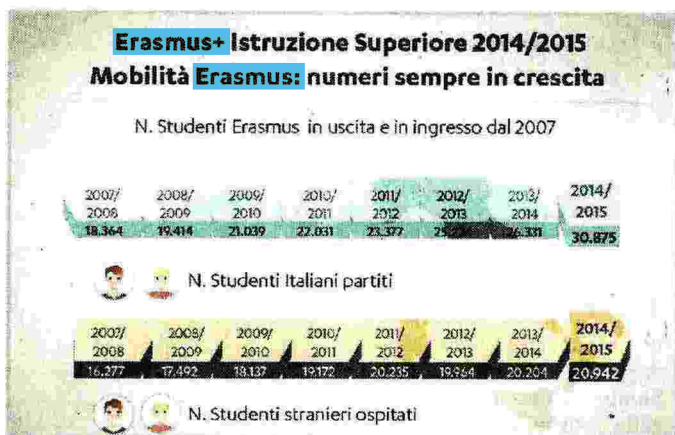 Erasmus+ Istruzione Superiore 2014/2015
Mobilità Erasmus: numeri sempre in crescita
N. Studenti Erasmus in uscita e in ingresso dal 2007
2007/ 2008/ 2009/ 2010/ 2011/ 2012/ 2013/ 2014/
2008 2009 2010 2011 2012 2013 2014 2015
18.364 19.414 21.039 22.031 23.377 26.331 30.875
N. Studenti Italiani partiti
2007/ 2008/ 2009/ 2010/ 2011/ 2012/ 2013/ 2014/
2008 2009 2010 2011 2012 2013 2014 2015
16.277 17.492 18.137 19.172 20.235 19.964 20.204 20.942
N. Studenti stranieri ospitati